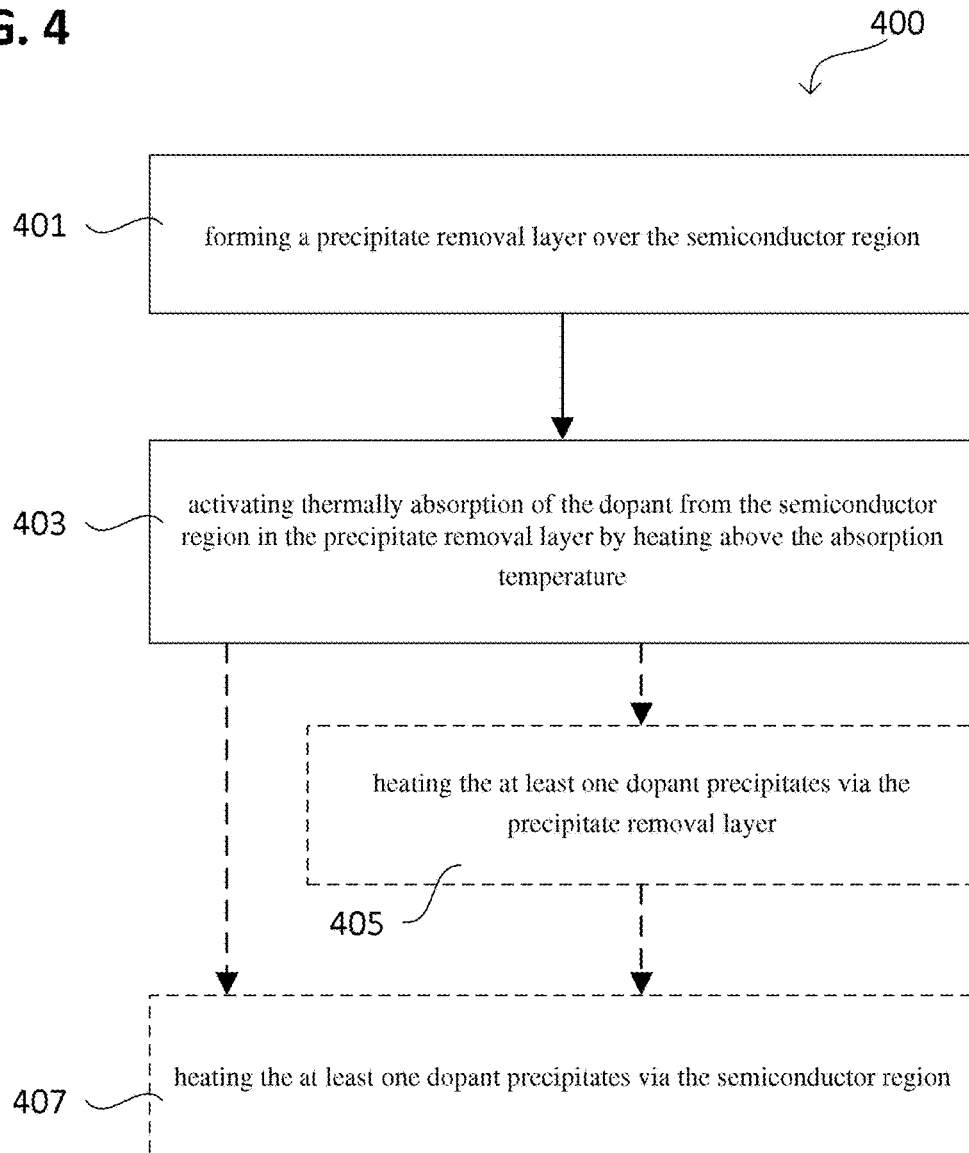 G. 4
400
401
forming a precipitate removal layer over the semiconductor region
403
activating thermally absorption of the dopant from the semiconductor
region in the precipitate removal layer by heating above the absorption
temperature
heating the at least one dopant precipitates via the
precipitate removal layer
405
heating the at least one dopant precipitates via the semiconductor region
407